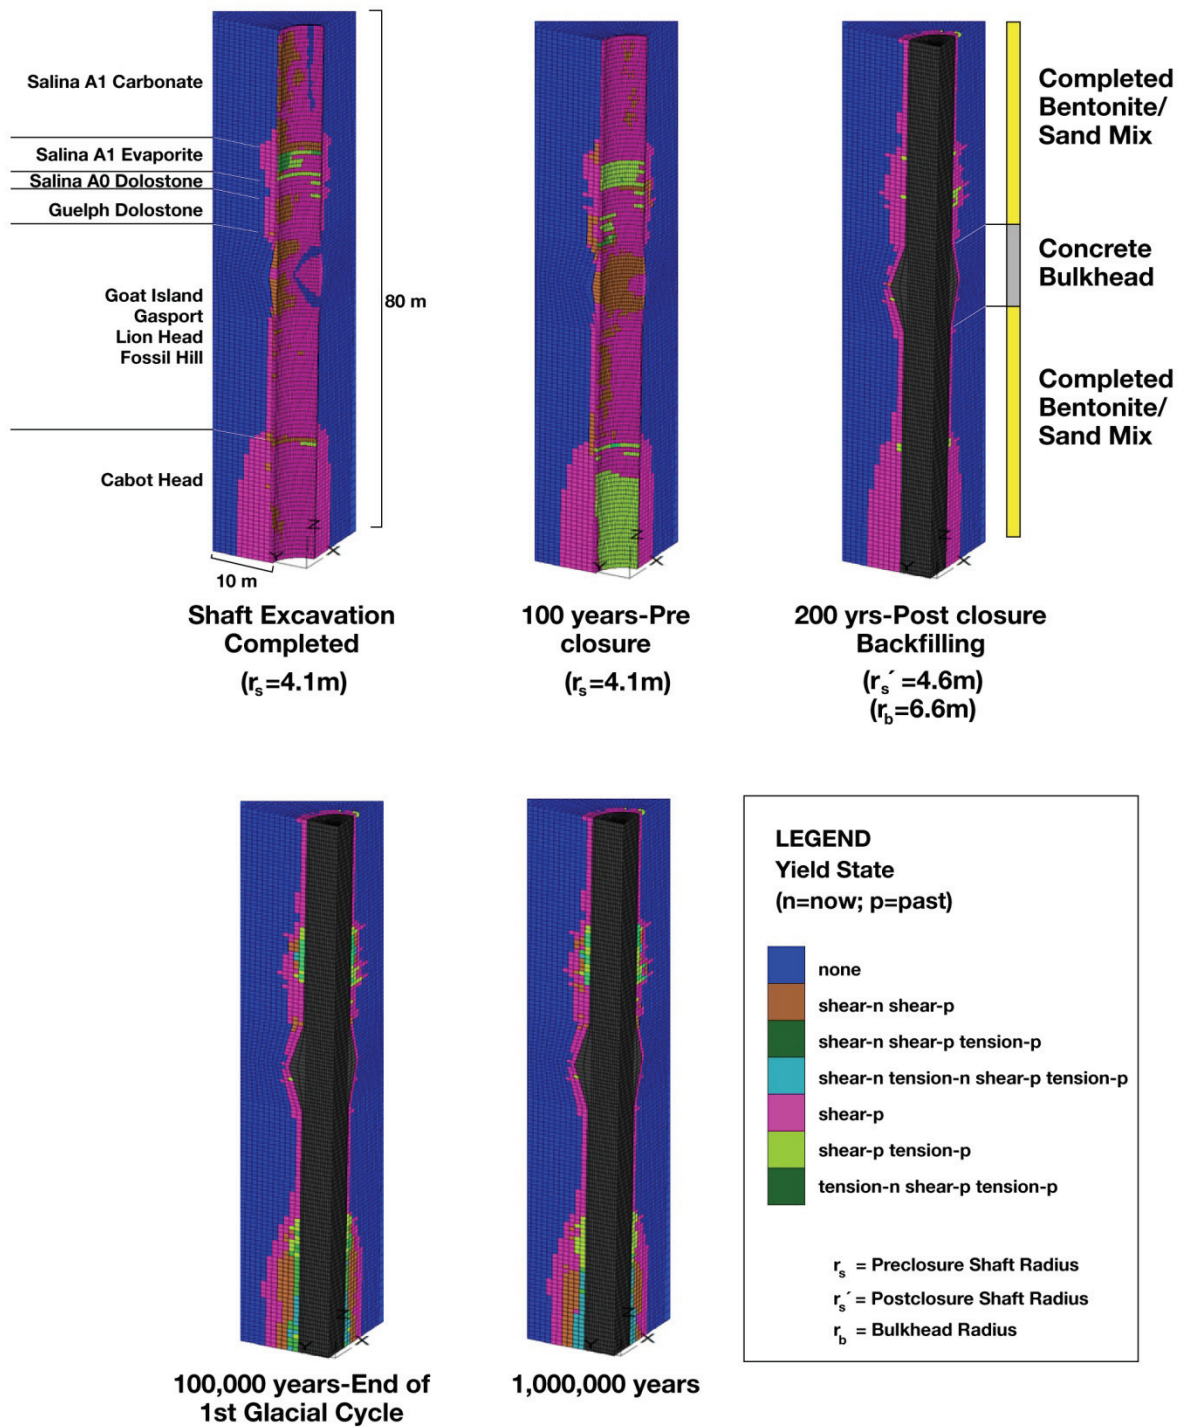 Salina A1 Carbonate
Salina A1 Evaporite
Salina A0 Dolostone
Guelph Dolostone
Goat Island
Gasport
Lion Head
Fossil Hill
Cabot Head
80 m
10 m
Z
Y
X
Shaft Excavation
Completed
(rs=4.1m)
Z
Y
X
100 years-Pre
closure
(rs=4.1m)
Completed
Bentonite/
Sand Mix
Concrete
Bulkhead
Completed
Bentonite/
Sand Mix
Z
Y
X
200 yrs-Post closure
Backfilling
(rs´ =4.6m)
(rb=6.6m)
Z
Y
X
100,000 years-End of
1st Glacial Cycle
Z
Y
X
1,000,000 years
LEGEND
Yield State
(n=now; p=past)
none
shear-n shear-p
shear-n shear-p tension-p
shear-n tension-n shear-p tension-p
shear-p
shear-p tension-p
tension-n shear-p tension-p
rs = Preclosure Shaft Radius
rs´ = Postclosure Shaft Radius
rb = Bulkhead Radius